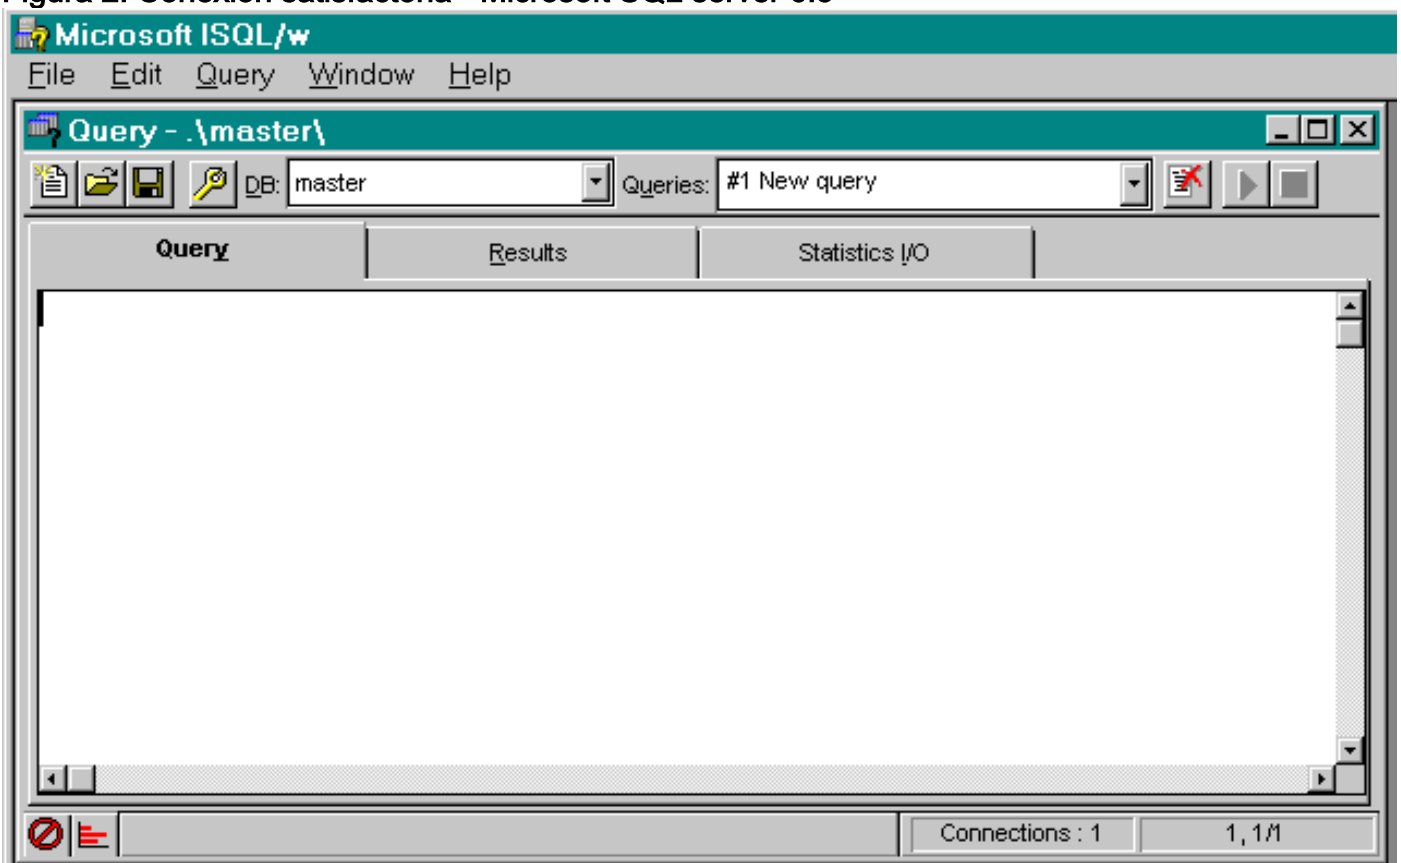 Microsoft ISQL/w
File Edit Query Window Help
Query - .\master\
DB: master Queries: #1 New query
Query Results Statistics I/O
Connections : 1 1, 1/1